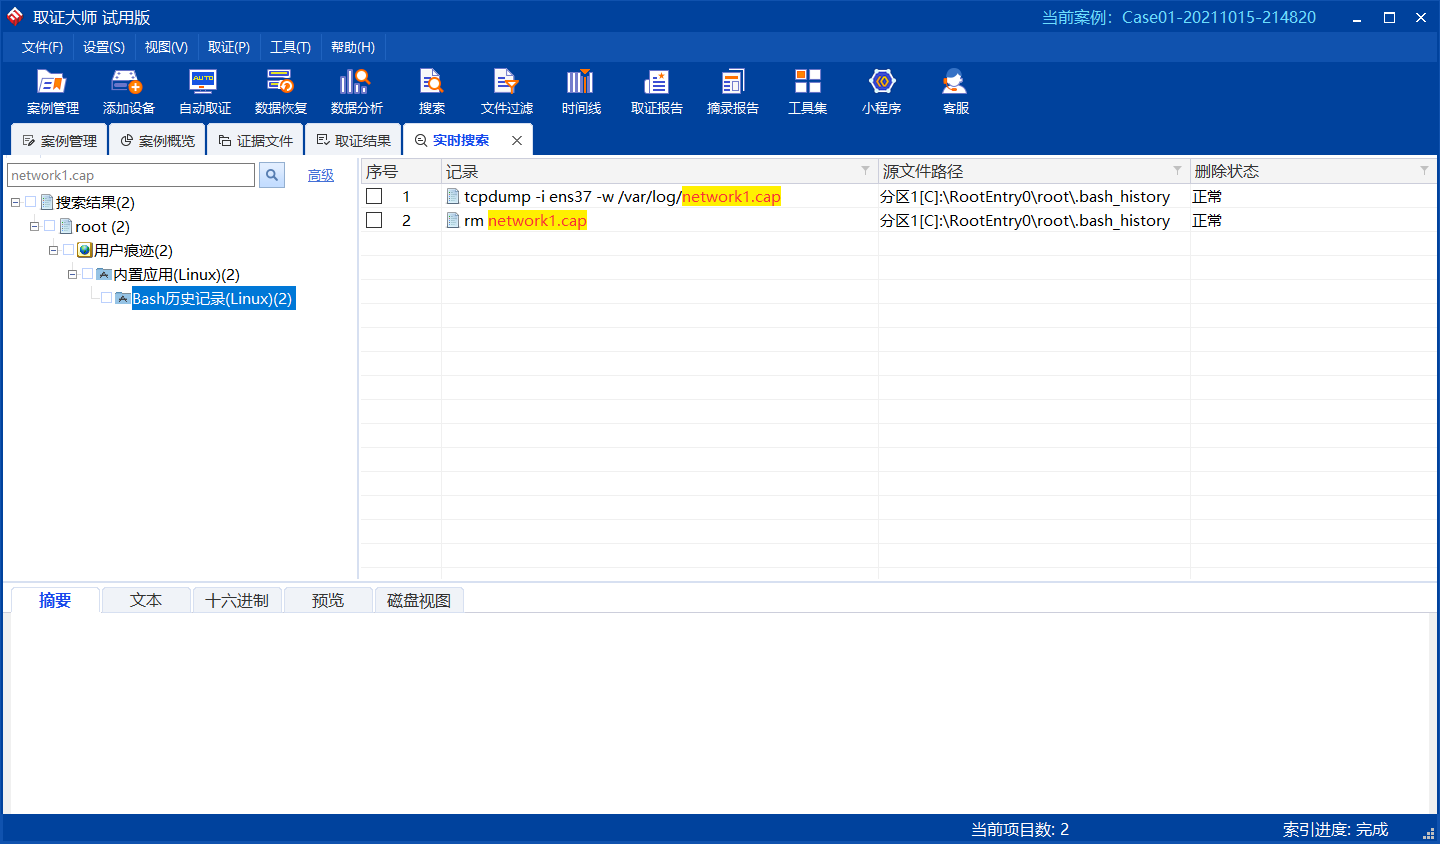 取证大师 试用版
当前案例: Case01-20211015-214820
文件(F) 设置(S) 视图(V) 取证(P) 工具(T) 帮助(H)
AUTO
案例管理 添加设备 自动取证 数据恢复 数据分析 搜索 文件过滤 时间线 取证报告 摘录报告 工具集 小程序 客服
案例管理 案例概览 证据文件 取证结果 实时搜索
network1.cap 高级
序号 记录 源文件路径 删除状态
1 tcpdump -i ens37 -w /var/log/network1.cap 分区1[C]:\RootEntry0\root\.bash_history 正常
2 rm network1.cap 分区1[C]:\RootEntry0\root\.bash_history 正常
搜索结果(2)
root (2)
用户痕迹(2)
内置应用(Linux)(2)
Bash历史记录(Linux)(2)
摘要 文本 十六进制 预览 磁盘视图
当前项目数: 2 索引进度: 完成